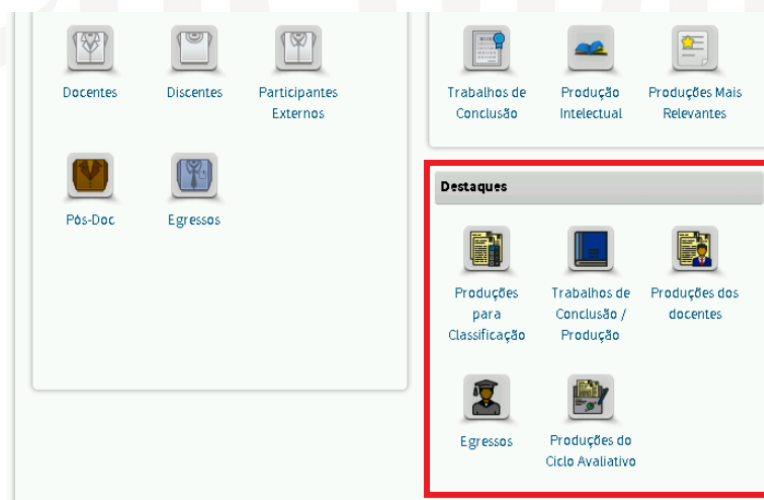 Docentes
Discentes
Participantes
Externos
Pós-Doc
Egressos
Trabalhos de
Conclusão
Produção
Intelectual
Produções Mais
Relevantes
Destaques
Produções
para
Classificação
Trabalhos de
Conclusão /
Produção
Produções dos
docentes
Egressos
Produções do
Ciclo Avaliativo